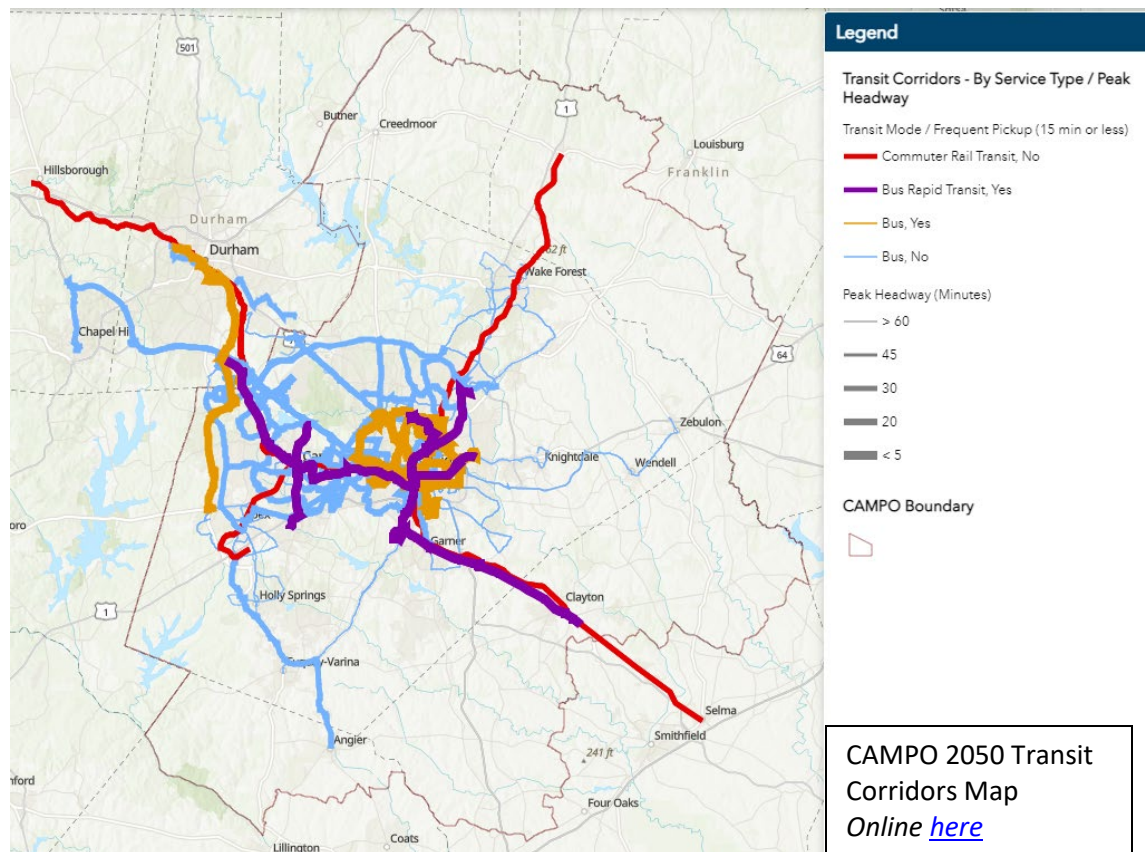 501
1
Butner
Creedmoor
Louisburg
Franklin
Hillsborough
Durham
Durham
Wake Forest
Chapel Hi
64
Zebulon
Knightdale
Wendell
Garner
Clayton
Holly Springs
1
Angier
Selma
Smithfield
241 ft
Four Oaks
Coats
Lillington
Legend
Transit Corridors - By Service Type / Peak
Headway
Transit Mode / Frequent Pickup (15 min or less)
Commuter Rail Transit, No
Bus Rapid Transit, Yes
Bus, Yes
Bus, No
Peak Headway (Minutes)
> 60
45
30
20
< 5
CAMPO Boundary
CAMPO 2050 Transit
Corridors Map
Online here